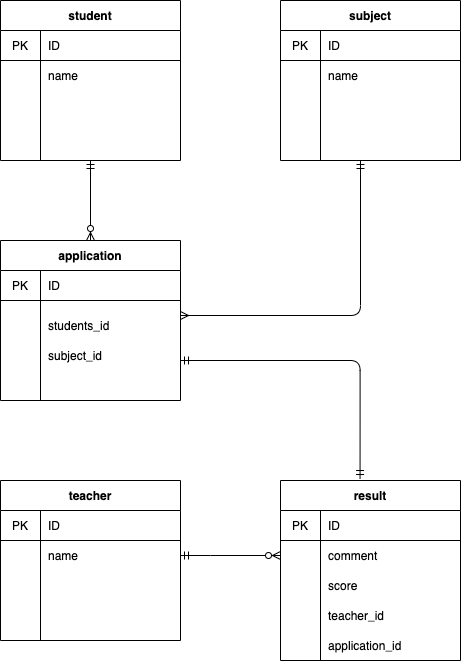 student
PK ID
name
subject
PK ID
name
application
PK ID
students_id
subject_id
teacher
PK ID
name
result
PK ID
comment
score
teacher_id
application_id